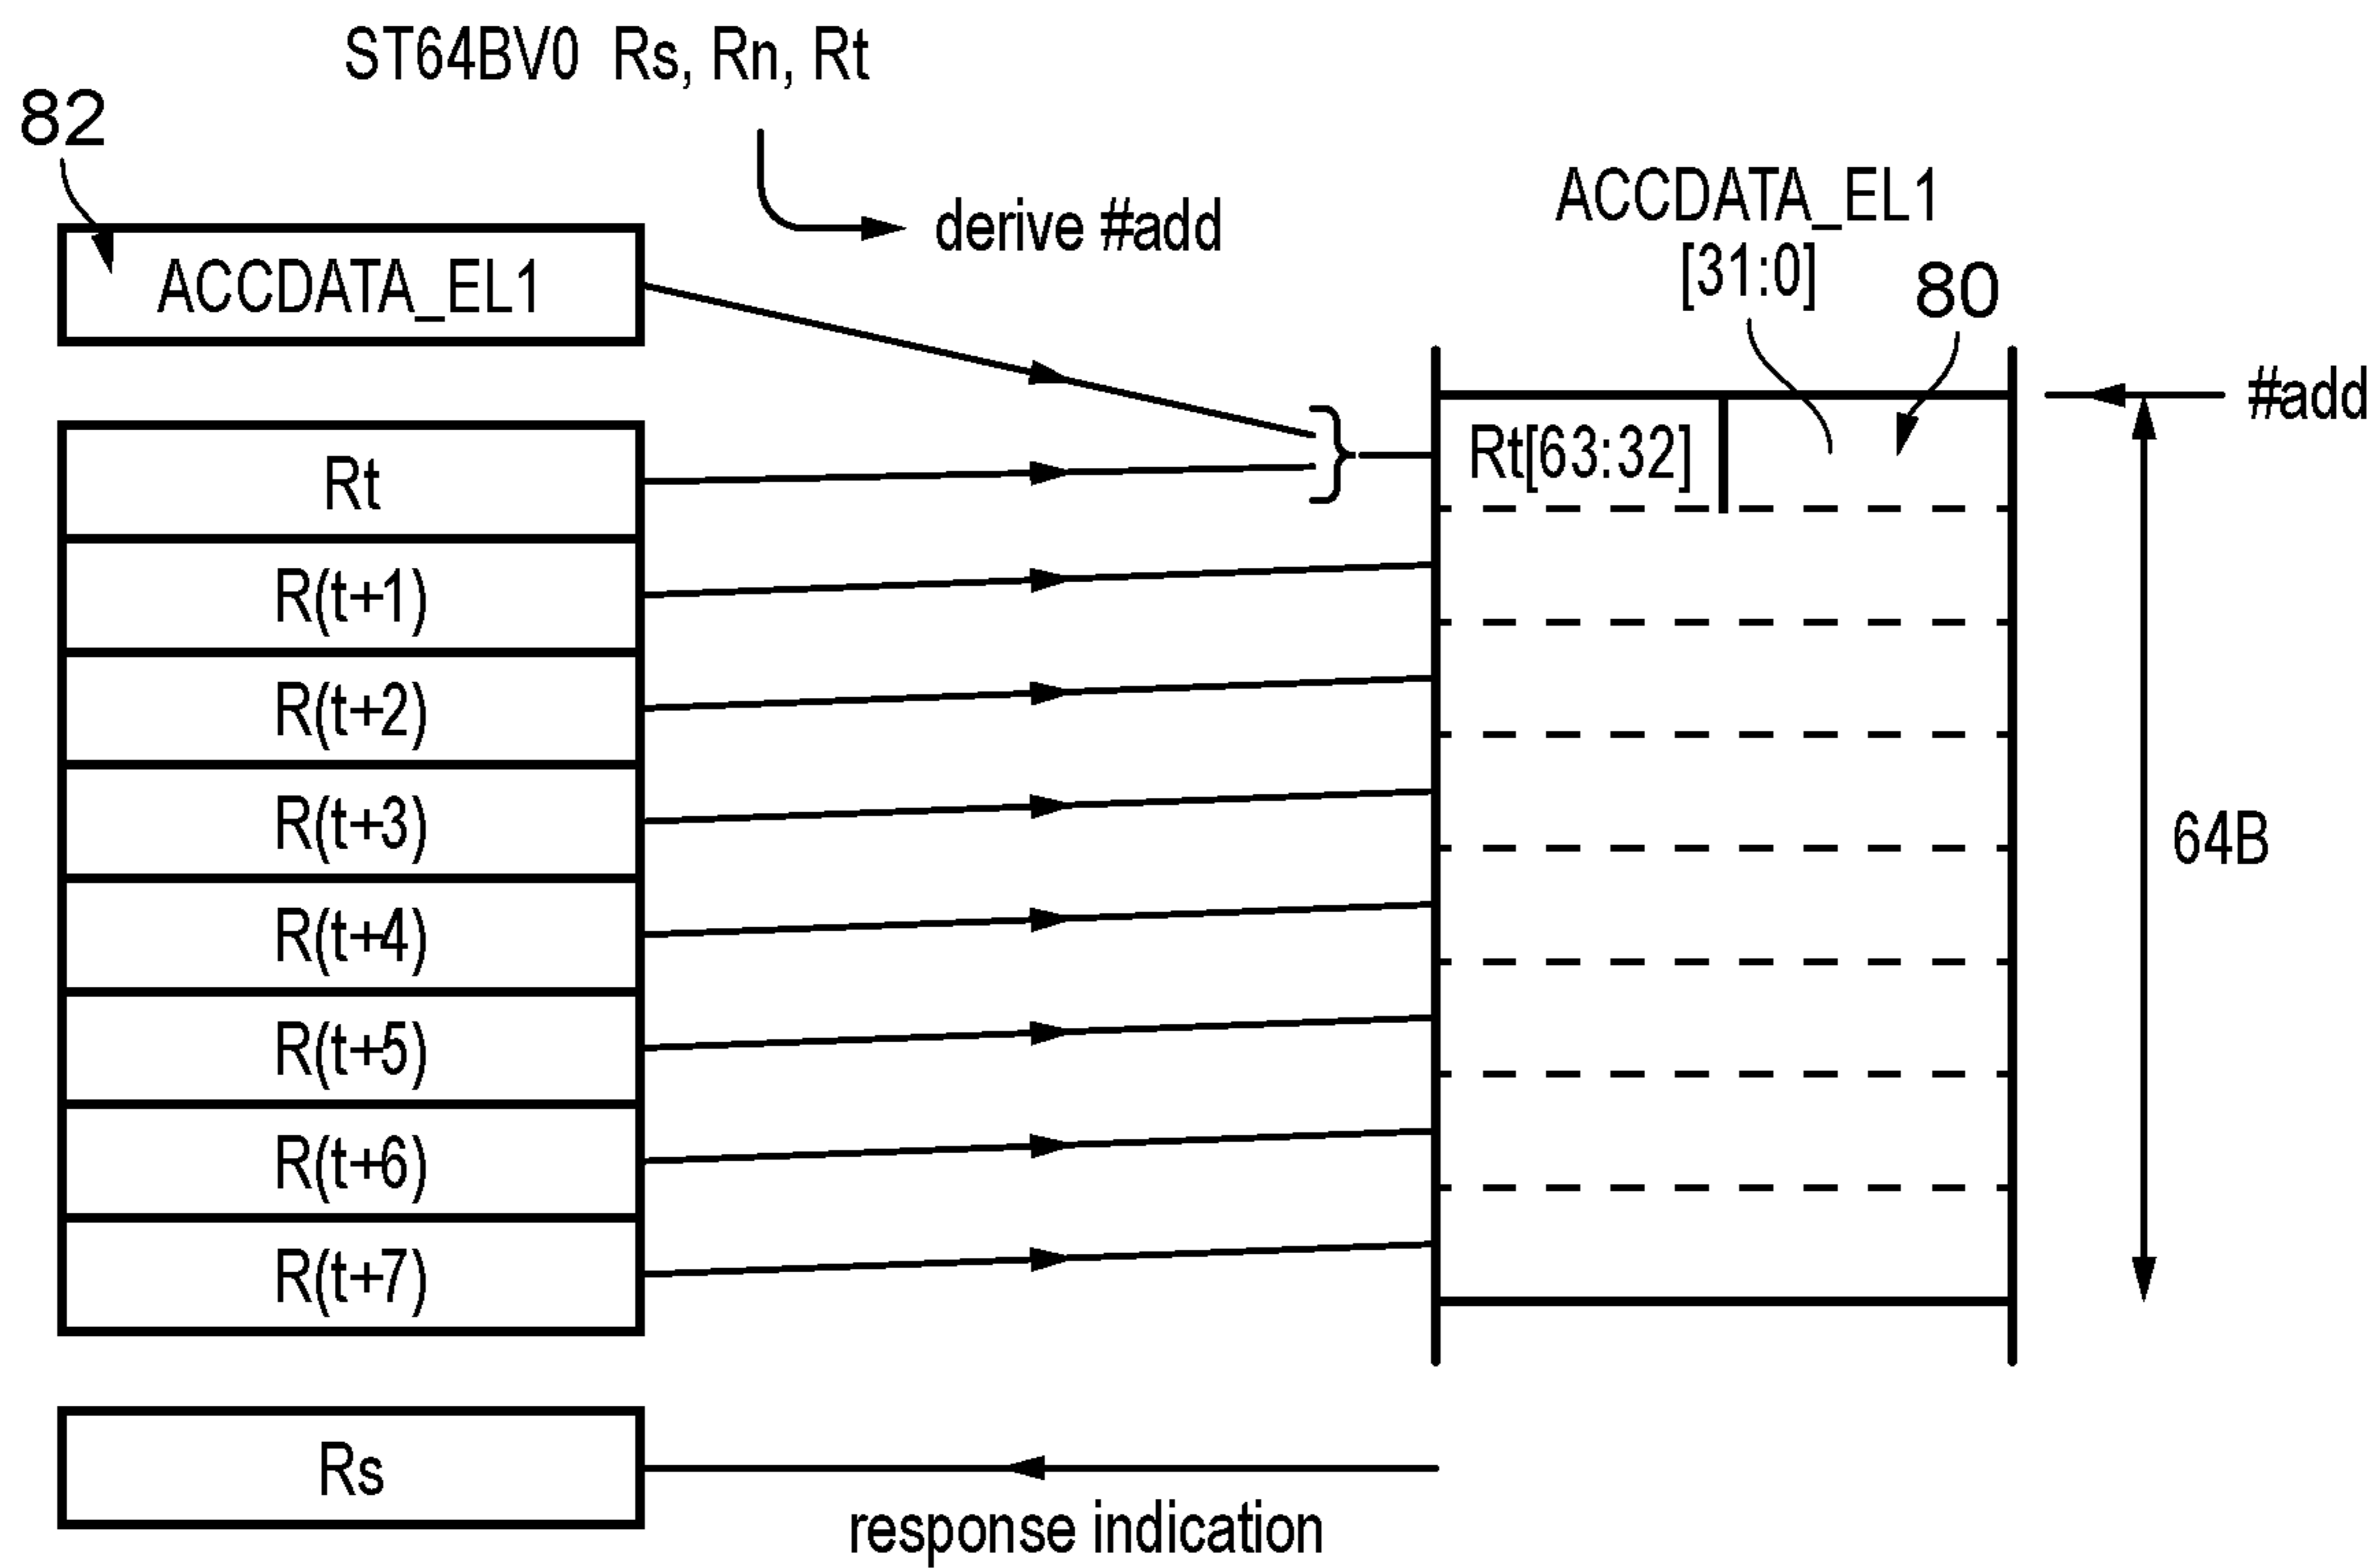 ST64BV0 Rs, Rn, Rt
82
derive #add
ACCDATA_EL1
ACCDATA_EL1
[31:0]
80
#add
Rt
Rt[63:32]
R(t+1)
R(t+2)
R(t+3)
64B
R(t+4)
R(t+5)
R(t+6)
R(t+7)
Rs
response indication